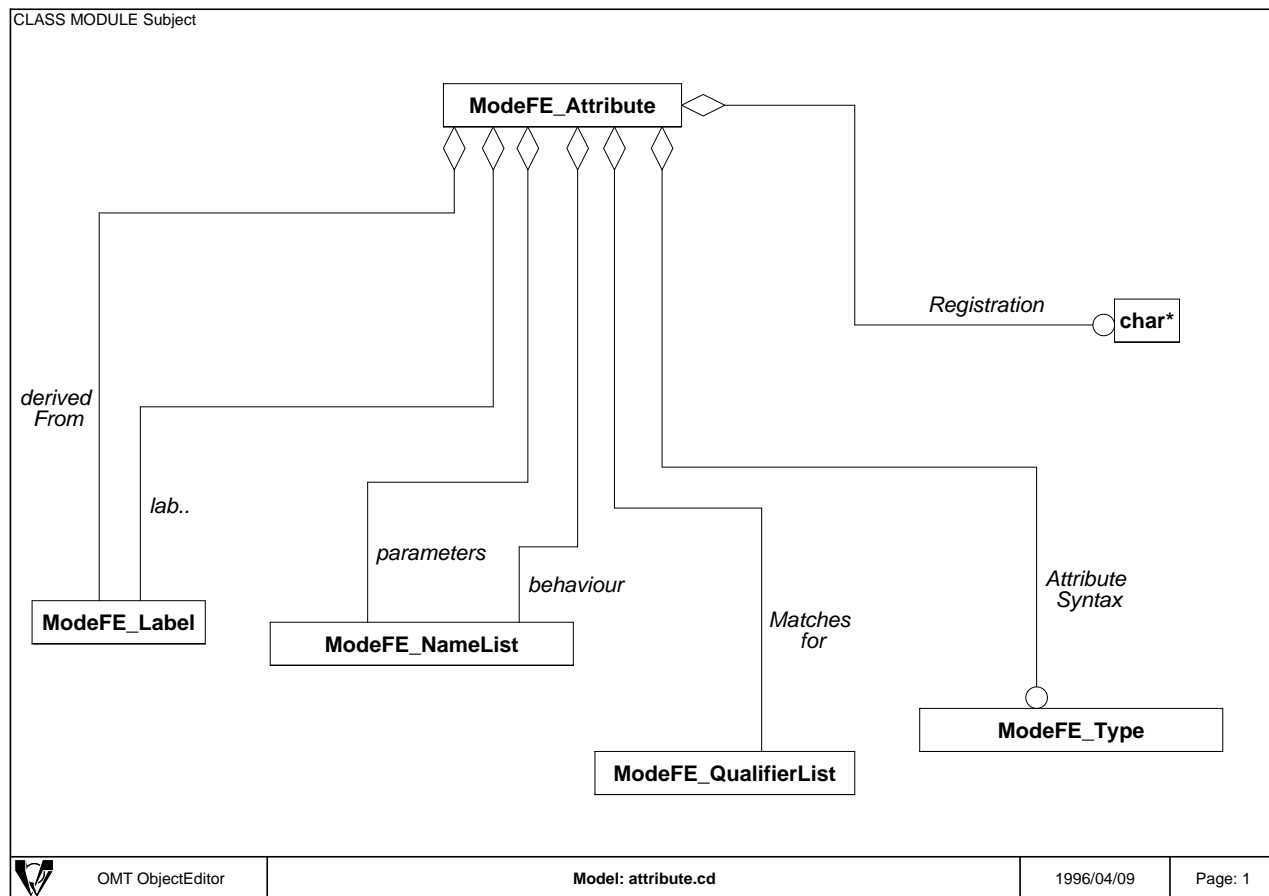 CLASS MODULE Subject
ModeFE_Attribute
Registration
char*
derived
From
lab..
parameters
behaviour
Attribute
Syntax
ModeFE_Label
Matches
for
ModeFE_NameList
ModeFE_Type
ModeFE_QualifierList
OMT ObjectEditor
Model: attribute.cd
1996/04/09
Page: 1